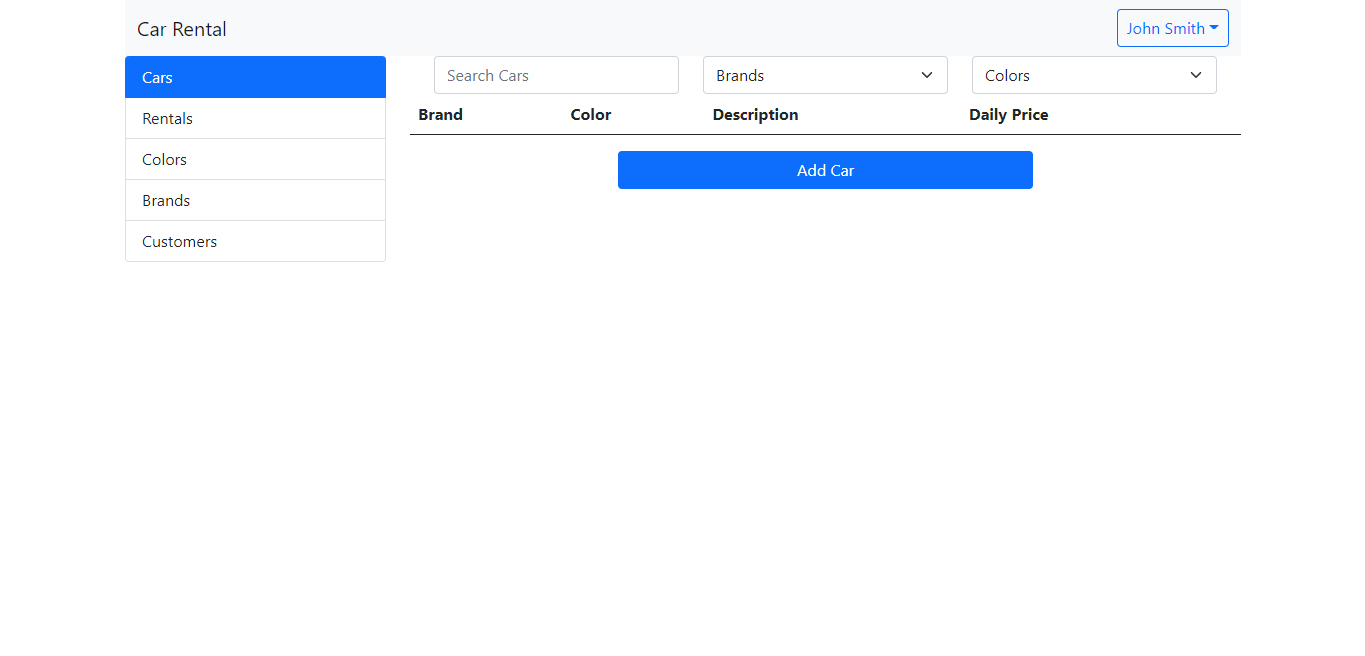 Car Rental
John Smith
Cars
Rentals
Colors
Brands
Customers
Search Cars
Brands
Colors
Brand Color Description Daily Price
Add Car